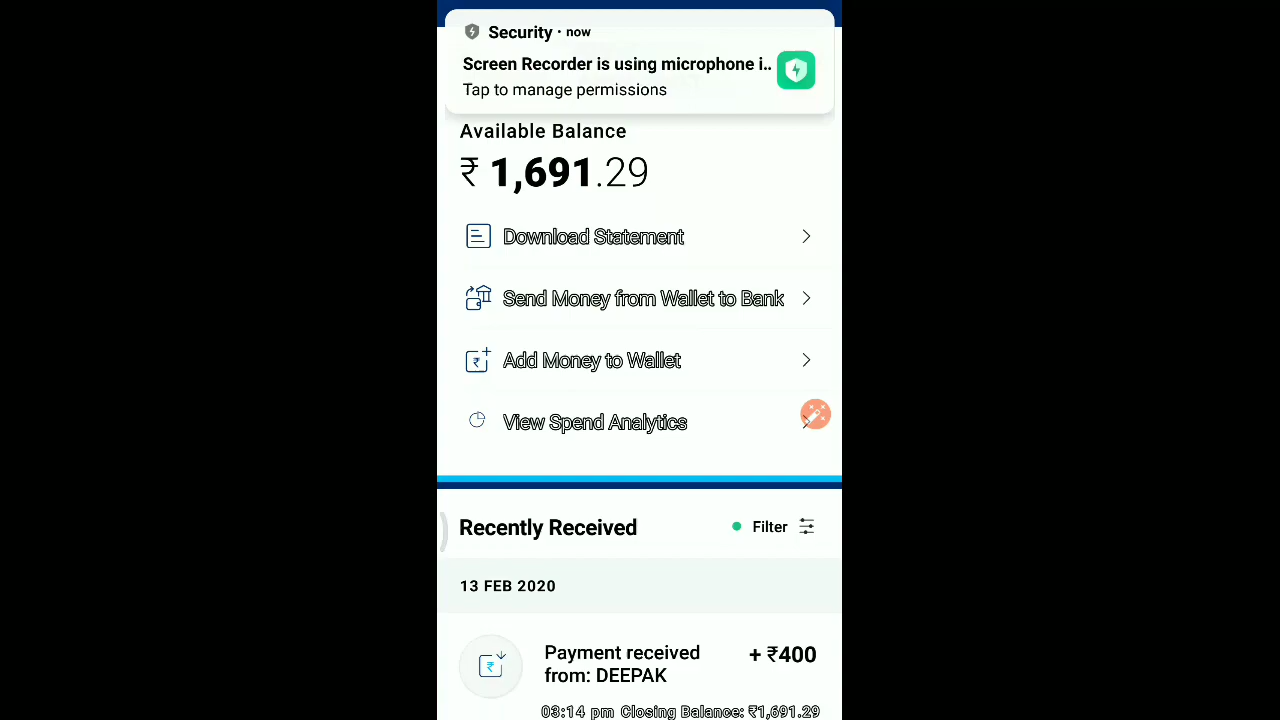 Security · now
Screen Recorder is using microphone i..
Tap to manage permissions
Available Balance
₹ 1,691.29
Download Statement
Send Money from Wallet to Bank
Add Money to Wallet
View Spend Analytics
Recently Received
Filter
13 FEB 2020
Payment received + ₹400
from: DEEPAK
03:14 pm Closing Balance: ₹1,691.29